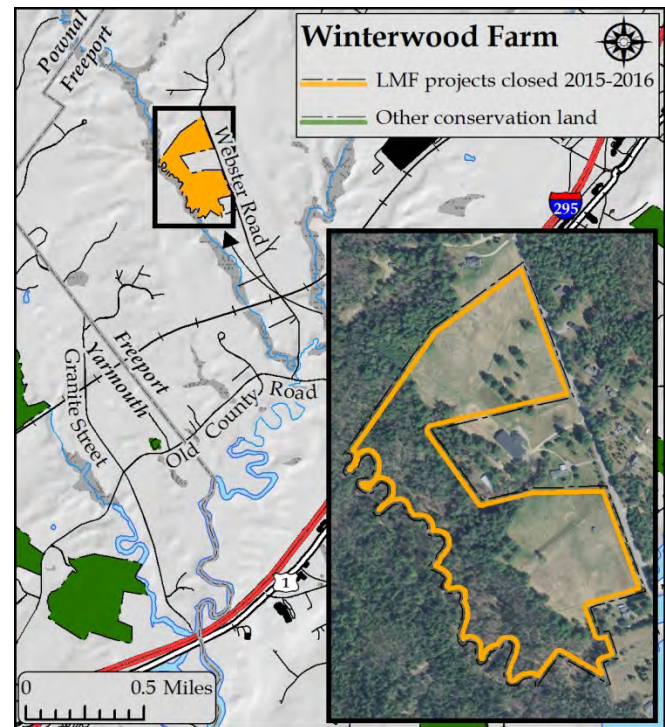 Winterwood Farm
LMF projects closed 2015-2016
Other conservation land
Pownal
Freeport
Webster Road
295
Freeport
Yarmouth
Granite Street
Old County Road
1
0 0.5 Miles